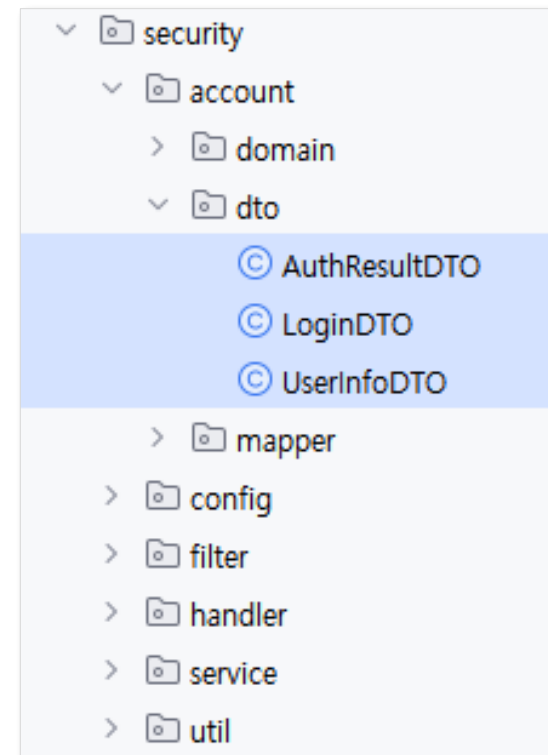 security
account
domain
dto
AuthResultDTO
LoginDTO
UserInfoDTO
mapper
config
filter
handler
service
util